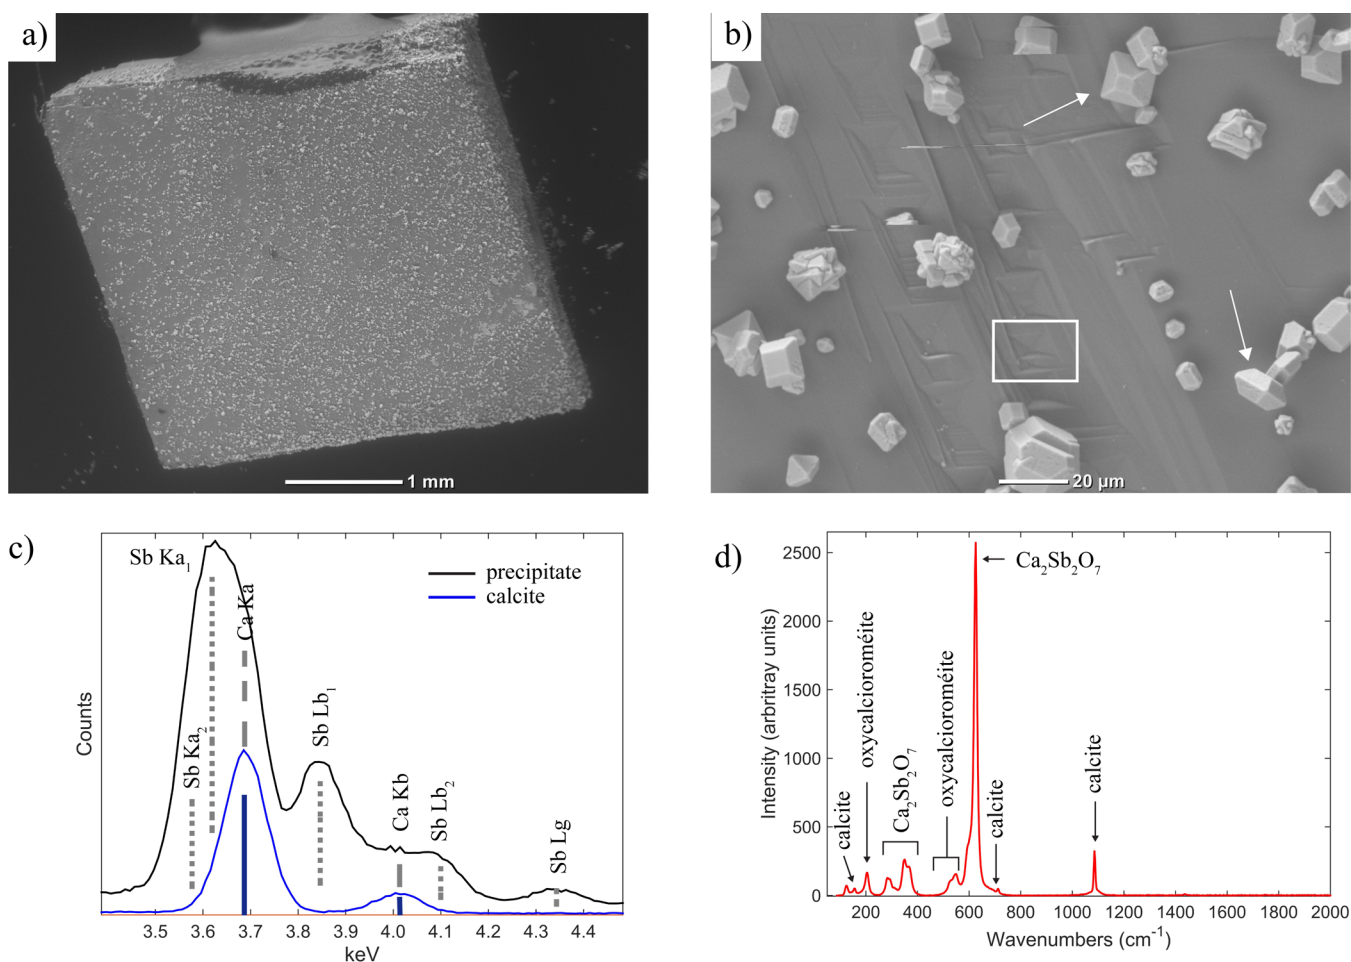 a)
1 mm
b)
20 µm
c)
Sb Ka1
Ca Ka
precipitate
calcite
Sb Ka2
Sb Lb1
Ca Kb
Sb Lb2
Sb Lg
Counts
3.5 3.6 3.7 3.8 3.9 4.0 4.1 4.2 4.3 4.4
keV
d)
Ca2Sb2O7
calcite
oxycalcioroméite
Ca2Sb2O7
oxycalcioroméite
calcite
calcite
Intensity (arbritray units)
2500
2000
1500
1000
500
0
200 400 600 800 1000 1200 1400 1600 1800 2000
Wavenumbers (cm-1)